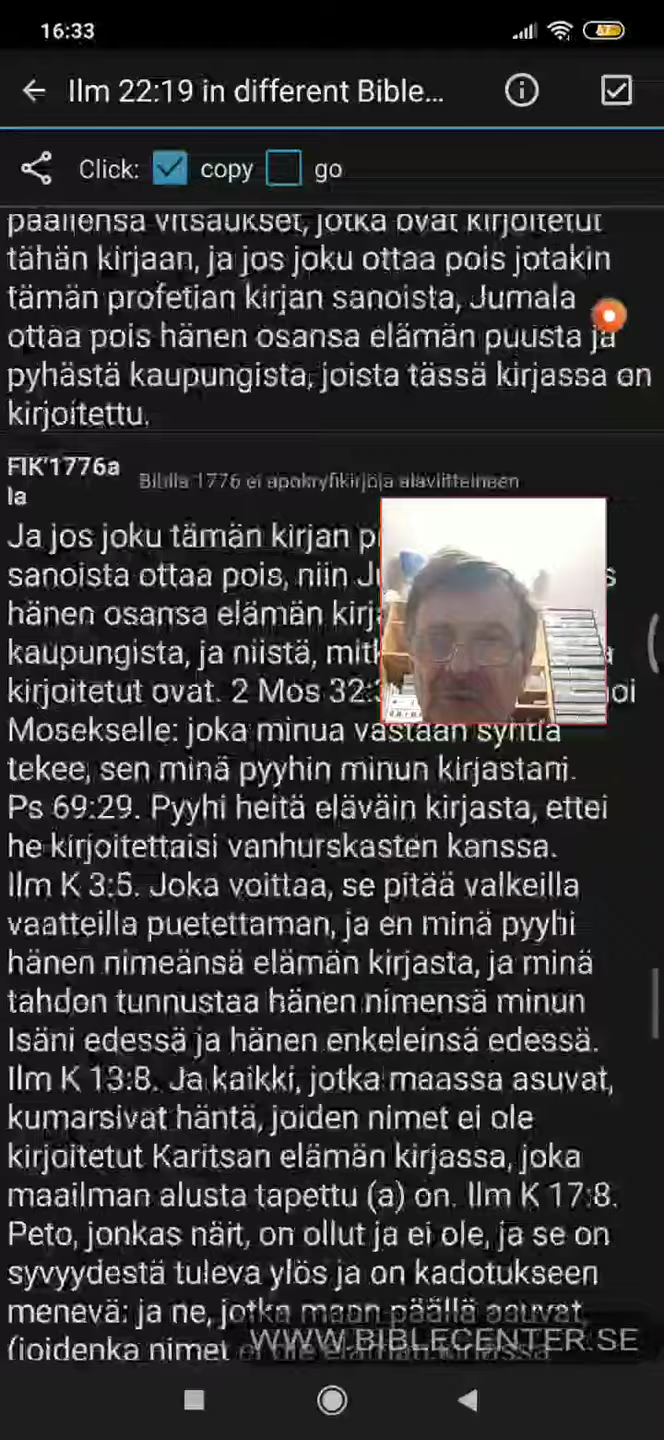 16:33
Ilm 22:19 in different Bible...
Click: copy go
päällensä vitsaukset, jotka ovat kirjoitetut
tähän kirjaan, ja jos joku ottaa pois jotakin
tämän profetian kirjan sanoista, Jumala
ottaa pois hänen osansa elämän puusta ja
pyhästä kaupungista, joista tässä kirjassa on
kirjoitettu.
FIK'1776a
la
Biblia 1776 ei apokryfikirjoja alaviitteineen
Ja jos joku tämän kirjan
sanoista ottaa pois, niin
hänen osansa elämän
kaupungista, ja niistä,
kirjoitetut ovat. 2 Mos
Mosekselle: joka minua vastaan syntiä
tekee, sen minä pyyhin minun kirjastani.
Ps 69:29. Pyyhi heitä eläväin kirjasta, ettei
he kirjoitettaisi vanhurskasten kanssa.
Ilm K 3:5. Joka voittaa, se pitää valkeilla
vaatteilla puetettaman, ja en minä pyyhi
hänen nimeänsä elämän kirjasta, ja minä
tahdon tunnustaa hänen nimensä minun
Isäni edessä ja hänen enkeleinsä edessä.
Ilm K 13:8. Ja kaikki, jotka maassa asuvat,
kumarsivat häntä, joiden nimet ei ole
kirjoitetut Karitsan elämän kirjassa, joka
maailman alusta tapettu (a) on. Ilm K 17:8.
Peto, jonkas näit, on ollut ja ei ole, ja se on
syvyydestä tuleva ylös ja on kadotukseen
menevä: ja ne, jotka maan päällä asuvat,
(joidenka nimet ei ole elämän kirjassa
WWW.BIBLECENTER.SE